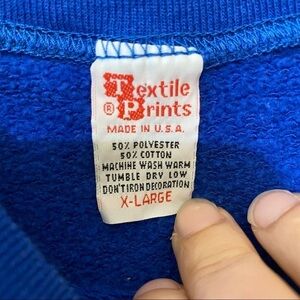 Textile
® Prints
MADE IN U.S.A.
50% POLYESTER
50% COTTON
MACHINE WASH WARM
TUMBLE DRY LOW
DON'T IRON DECORATION
X-LARGE